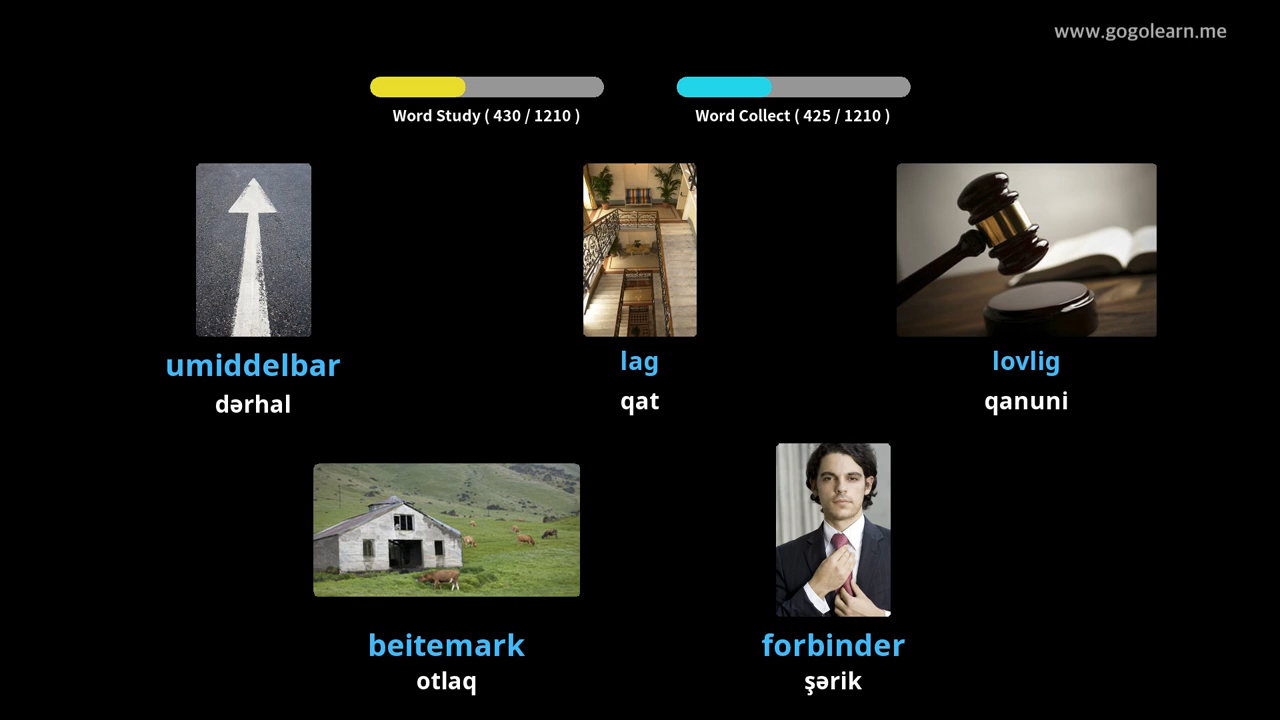 www.gogolearn.me
Word Study ( 430 / 1210 )
Word Collect ( 425 / 1210 )
umiddelbar
dərhal
lag
qat
lovlig
qanuni
beitemark
otlaq
forbinder
şərik